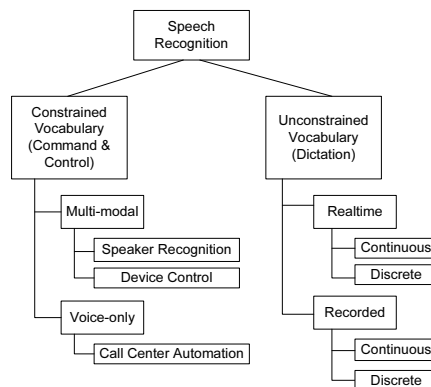 Speech
Recognition
Constrained
Vocabulary
(Command &
Control)
Multi-modal
Speaker Recognition
Device Control
Voice-only
Call Center Automation
Unconstrained
Vocabulary
(Dictation)
Realtime
Continuous
Discrete
Recorded
Continuous
Discrete